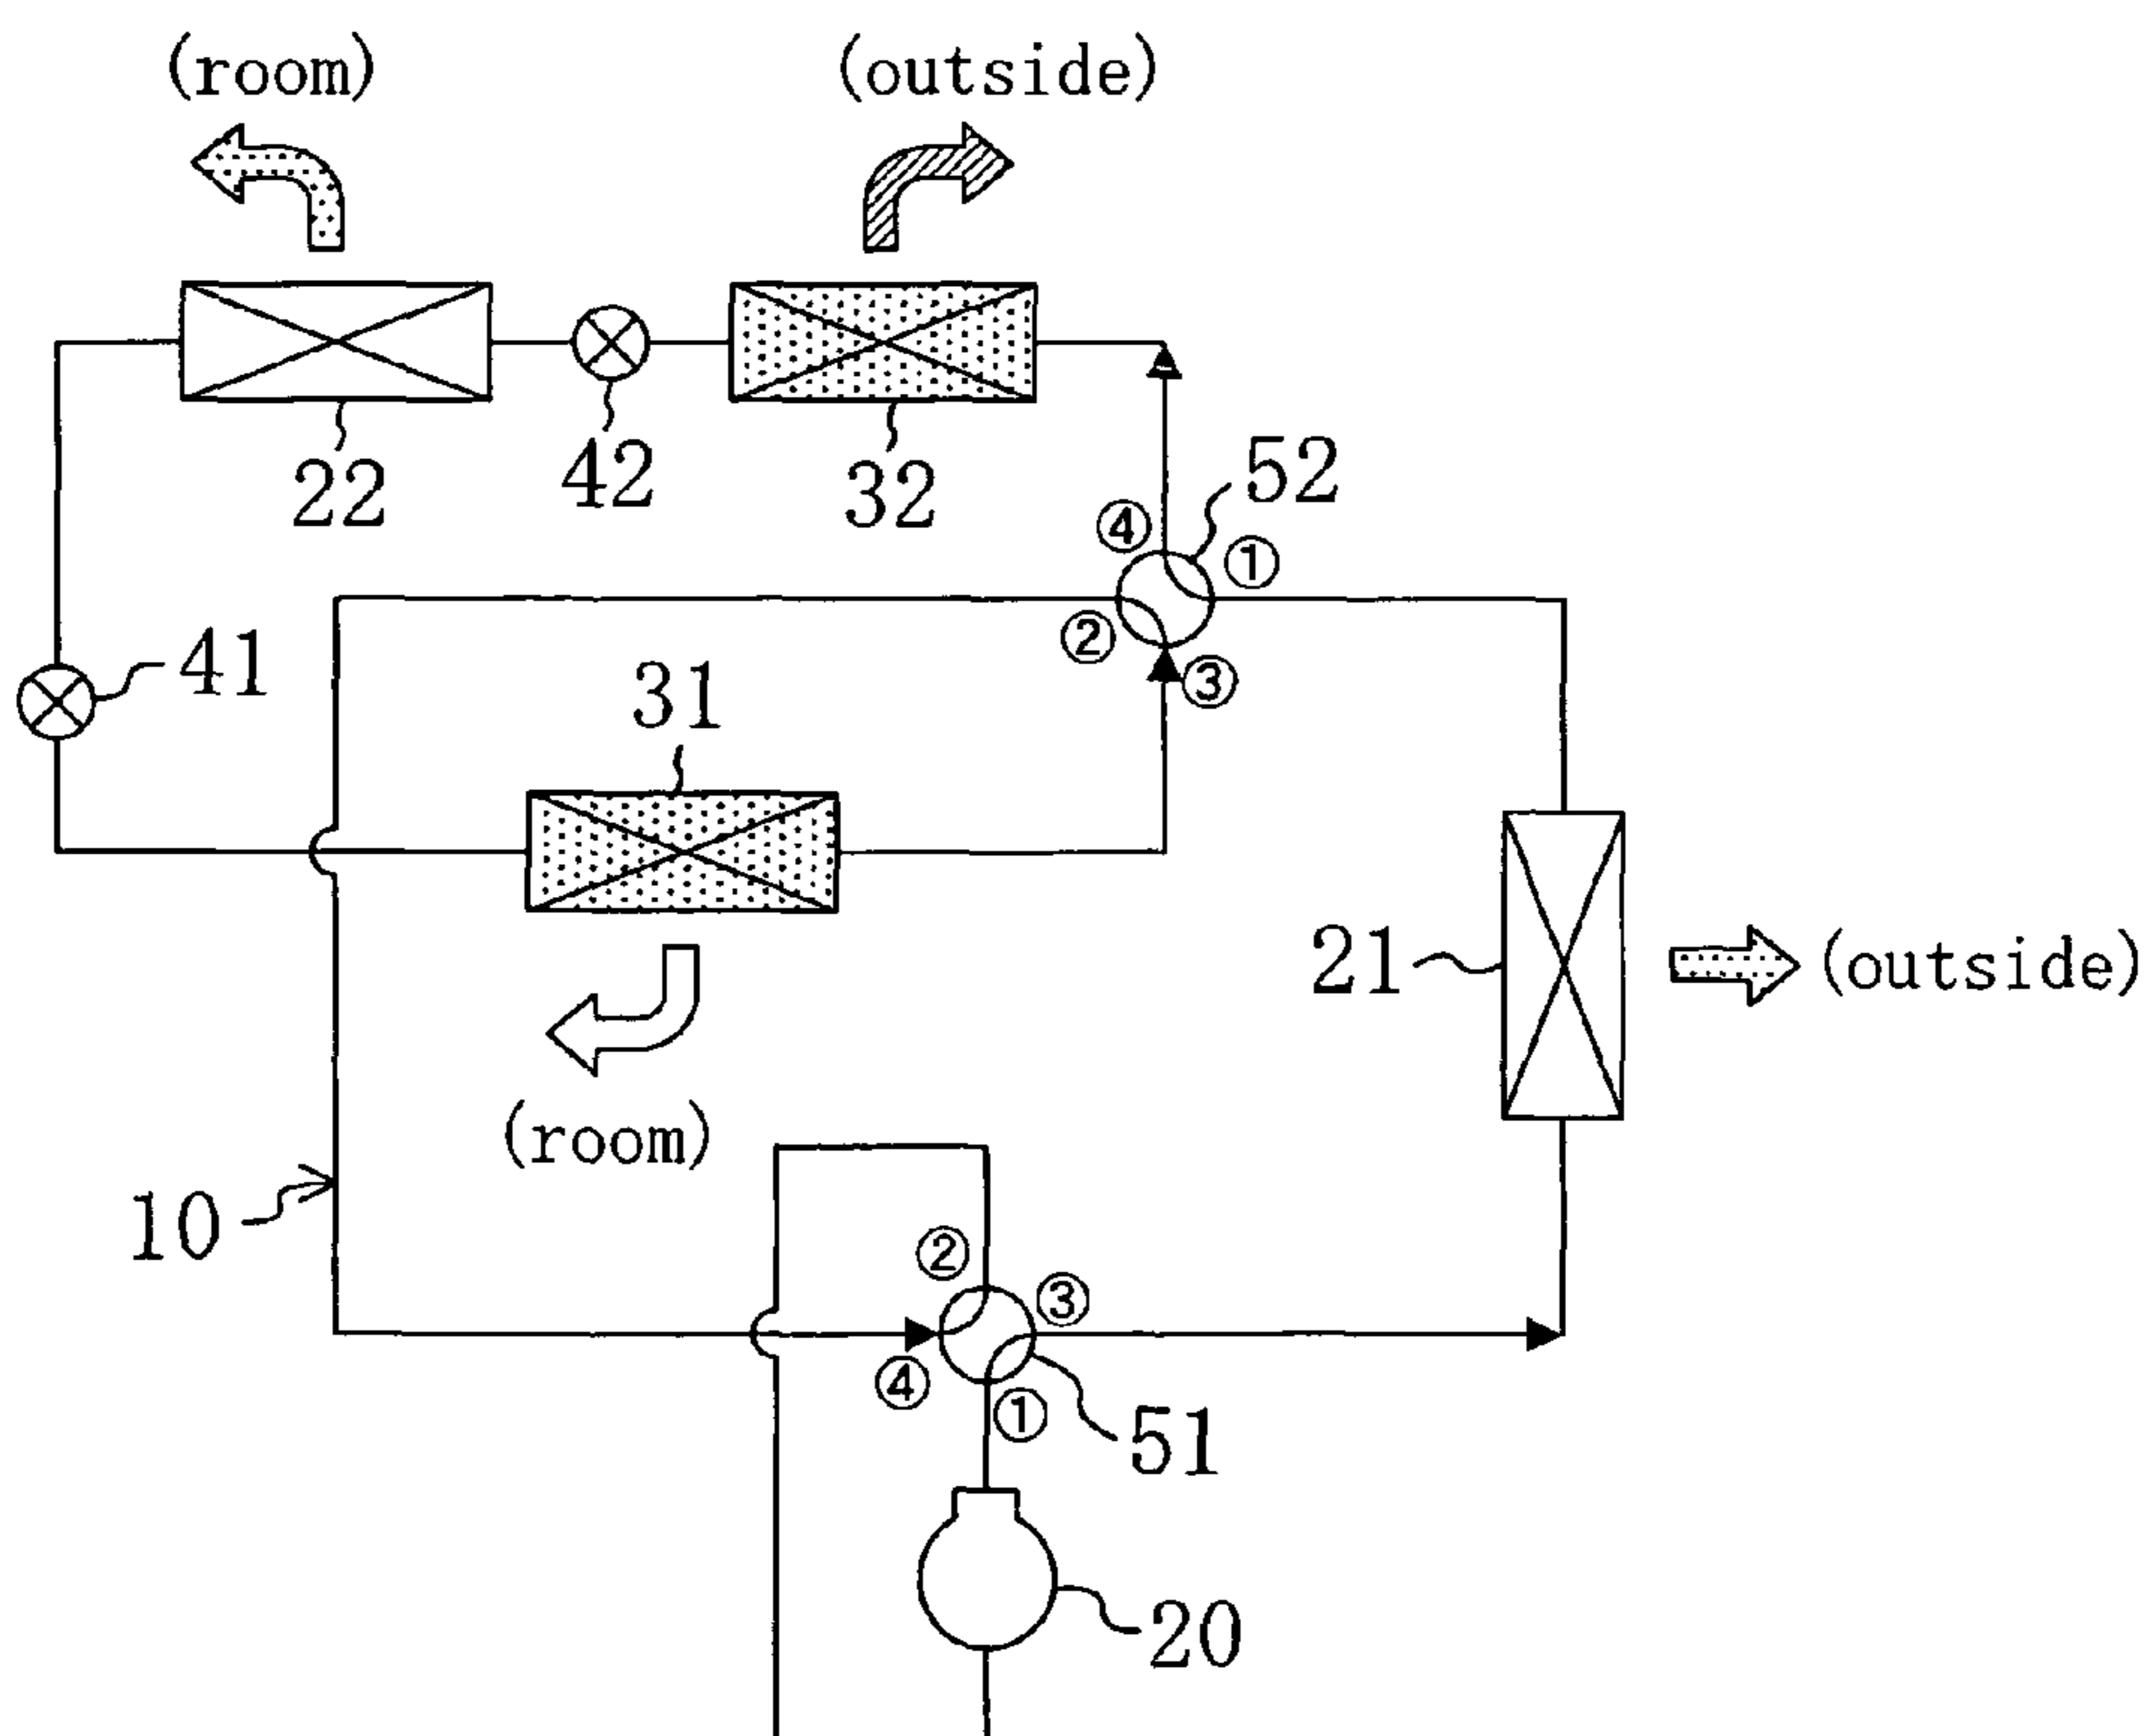 (room) (outside)
22 42 32 52
④ ①
② ③
41 31
21 (outside)
(room)
10
② ③
④ ①
51
20